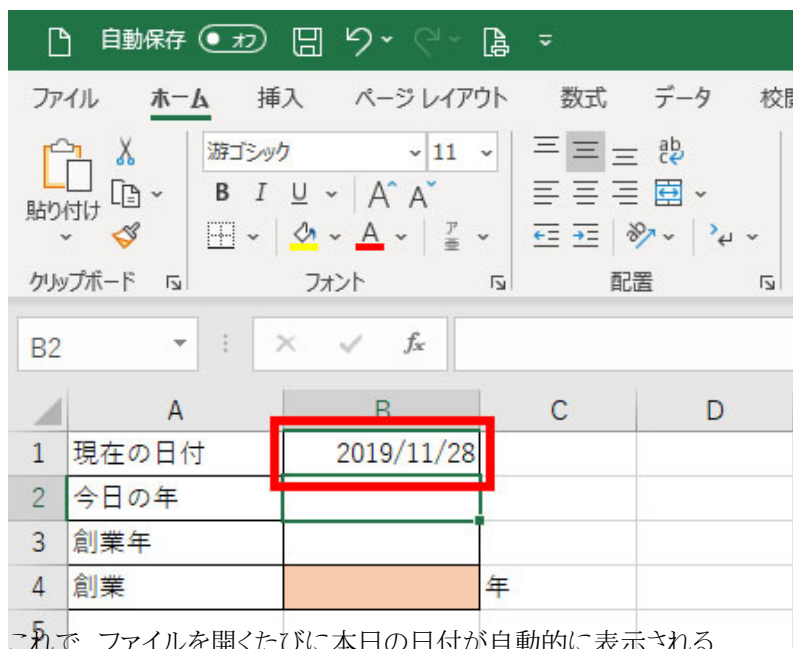 自動保存 オフ
ファイル ホーム 挿入 ページ レイアウト 数式 データ
游ゴシック 11
ab
c
B I U A A
貼り付け
A ア
亜
クリップボード フォント 配置
B2 fx
A B C D
1 現在の日付 2019/11/28
2 今日の年
3 創業年
4 創業 年
5
これで、ファイルを開くたびに本日の日付が自動的に表示される